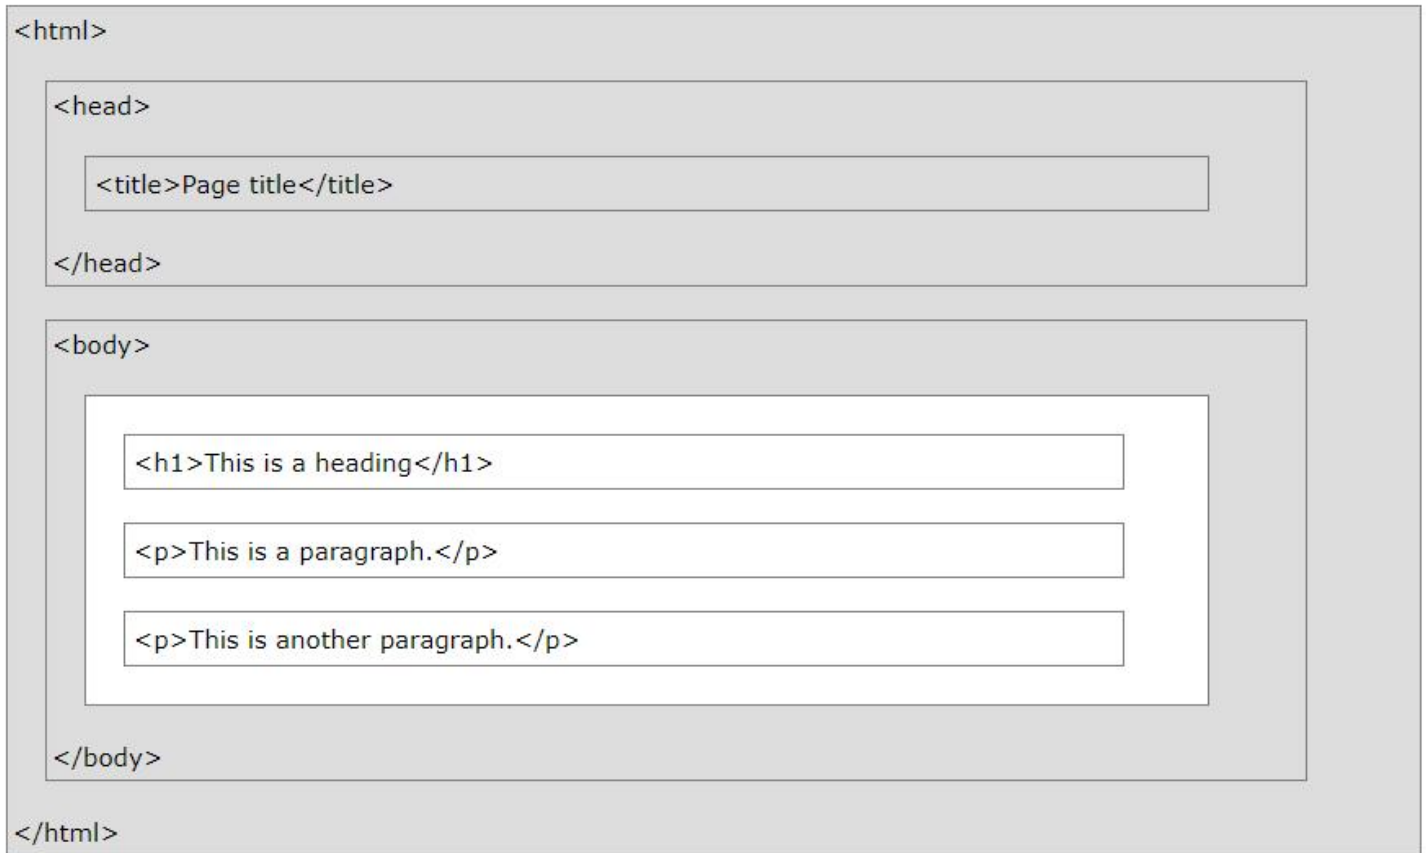 <html>
<head>
<title>Page title</title>
</head>
<body>
<h1>This is a heading</h1>
<p>This is a paragraph.</p>
<p>This is another paragraph.</p>
</body>
</html>